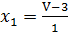 x₁ = (V-3)/1